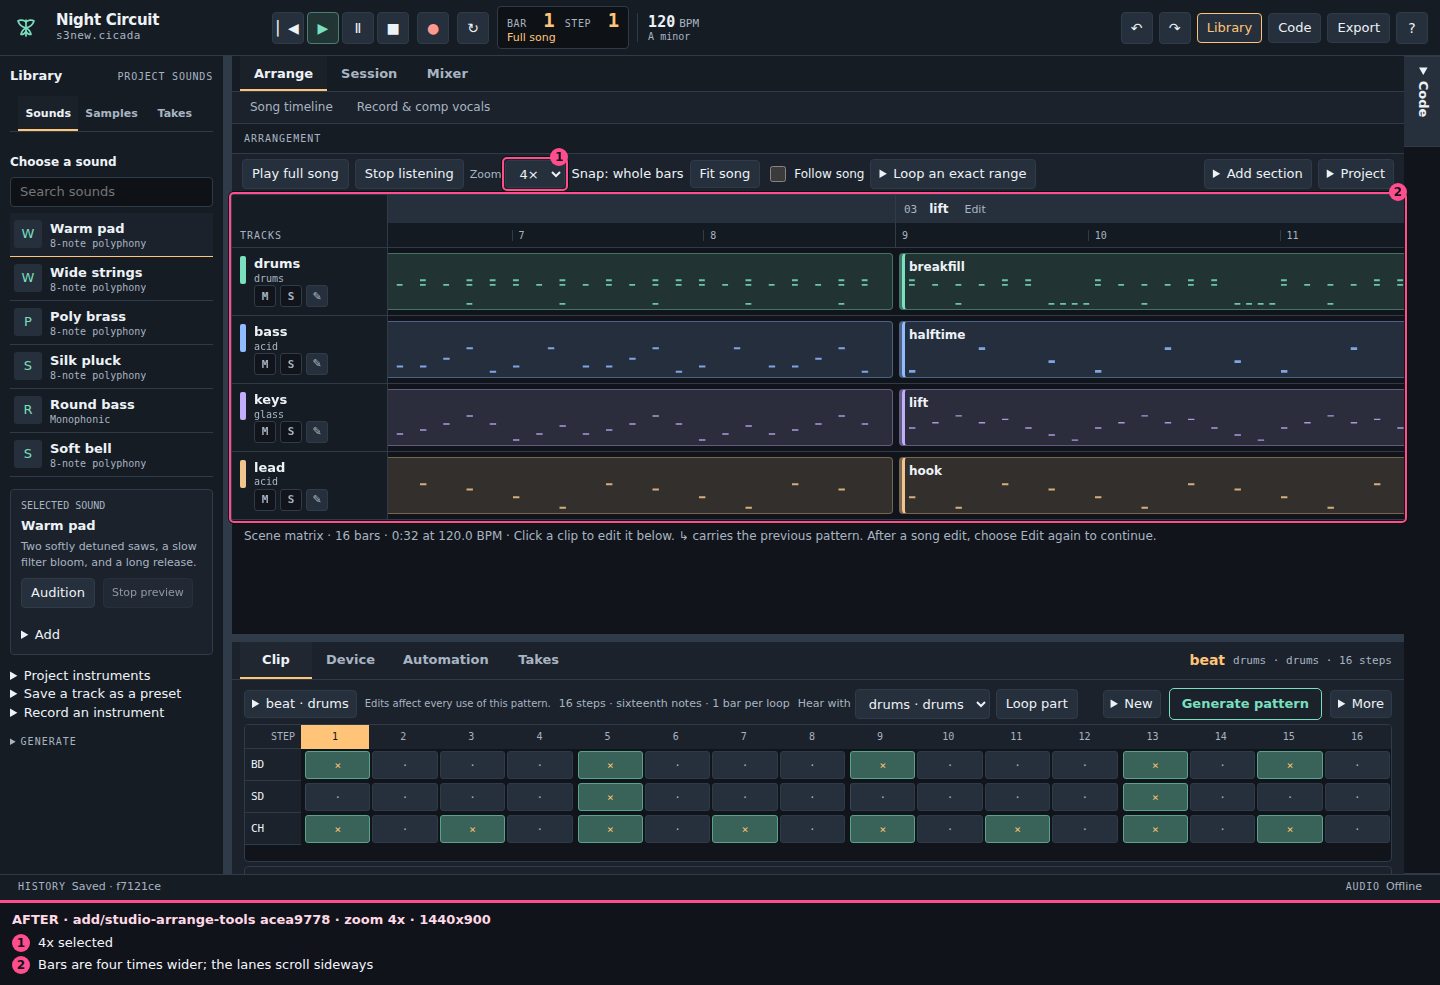 Night Circuit
s3new.cicada
BAR 1 STEP 1
Full song
120 BPM
A minor
Library
Code
Export
?
Library
PROJECT SOUNDS
Sounds Samples Takes
Choose a sound
Search sounds
W Warm pad
8-note polyphony
W Wide strings
8-note polyphony
P Poly brass
8-note polyphony
S Silk pluck
8-note polyphony
R Round bass
Monophonic
S Soft bell
8-note polyphony
SELECTED SOUND
Warm pad
Two softly detuned saws, a slow
filter bloom, and a long release.
Audition Stop preview
▶ Add
▶ Project instruments
▶ Save a track as a preset
▶ Record an instrument
▶ GENERATE
Arrange Session Mixer
Song timeline Record & comp vocals
ARRANGEMENT
Play full song Stop listening Zoom 4× Snap: whole bars Fit song Follow song ▶ Loop an exact range ▶ Add section ▶ Project
1
2
03 lift Edit
TRACKS 7 8 9 10 11
drums
drums
M S ✎
breakfill
bass
acid
M S ✎
halftime
keys
glass
M S ✎
lift
lead
acid
M S ✎
hook
Scene matrix · 16 bars · 0:32 at 120.0 BPM · Click a clip to edit it below. ↳ carries the previous pattern. After a song edit, choose Edit again to continue.
Clip Device Automation Takes
beat drums · drums · 16 steps
▶ beat · drums Edits affect every use of this pattern. 16 steps · sixteenth notes · 1 bar per loop Hear with drums · drums Loop part ▶ New Generate pattern ▶ More
STEP 1 2 3 4 5 6 7 8 9 10 11 12 13 14 15 16
BD × · · · × · · · × · · · × · × ·
SD · · · · × · · · · · · · × · · ·
CH × · × · × · × · × · × · × · × ·
▶ Code
HISTORY Saved · f7121ce
AUDIO Offline
AFTER · add/studio-arrange-tools acea9778 · zoom 4x · 1440x900
1 4x selected
2 Bars are four times wider; the lanes scroll sideways